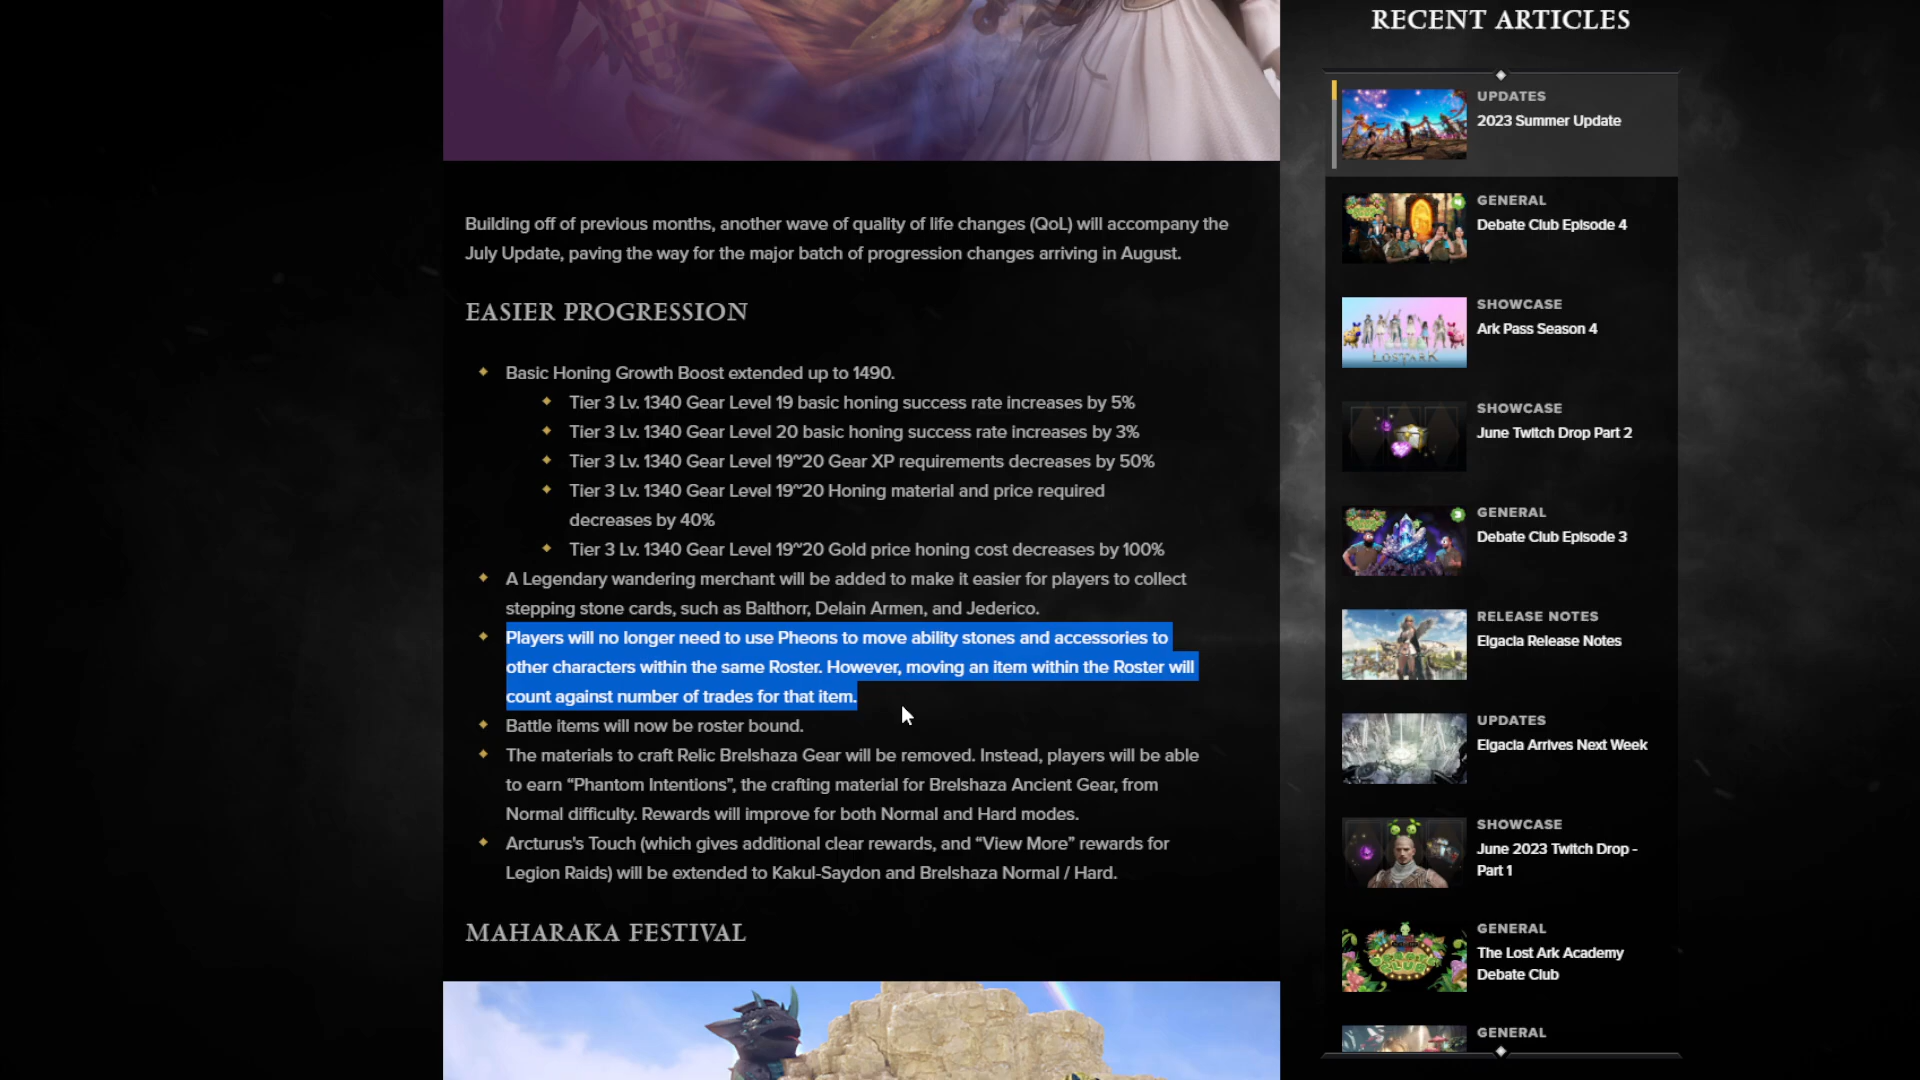 RECENT ARTICLES
Building off of previous months, another wave of quality of life changes (QoL) will accompany the
July Update, paving the way for the major batch of progression changes arriving in August.
EASIER PROGRESSION
Basic Honing Growth Boost extended up to 1490.
Tier 3 Lv. 1340 Gear Level 19 basic honing success rate increases by 5%
Tier 3 Lv. 1340 Gear Level 20 basic honing success rate increases by 3%
Tier 3 Lv. 1340 Gear Level 19~20 Gear XP requirements decreases by 50%
Tier 3 Lv. 1340 Gear Level 19~20 Honing material and price required
decreases by 40%
Tier 3 Lv. 1340 Gear Level 19~20 Gold price honing cost decreases by 100%
A Legendary wandering merchant will be added to make it easier for players to collect
stepping stone cards, such as Balthorr, Delain Armen, and Jederico.
Players will no longer need to use Pheons to move ability stones and accessories to
other characters within the same Roster. However, moving an item within the Roster will
count against number of trades for that item.
Battle items will now be roster bound.
The materials to craft Relic Brelshaza Gear will be removed. Instead, players will be able
to earn “Phantom Intentions”, the crafting material for Brelshaza Ancient Gear, from
Normal difficulty. Rewards will improve for both Normal and Hard modes.
Arcturus's Touch (which gives additional clear rewards, and “View More” rewards for
Legion Raids) will be extended to Kakul-Saydon and Brelshaza Normal / Hard.
MAHARAKA FESTIVAL
UPDATES
2023 Summer Update
GENERAL
Debate Club Episode 4
4
SHOWCASE
Ark Pass Season 4
LOST ARK
SHOWCASE
June Twitch Drop Part 2
GENERAL
Debate Club Episode 3
3
RELEASE NOTES
Elgacia Release Notes
UPDATES
Elgacia Arrives Next Week
SHOWCASE
June 2023 Twitch Drop -
Part 1
GENERAL
The Lost Ark Academy
Debate Club
GENERAL